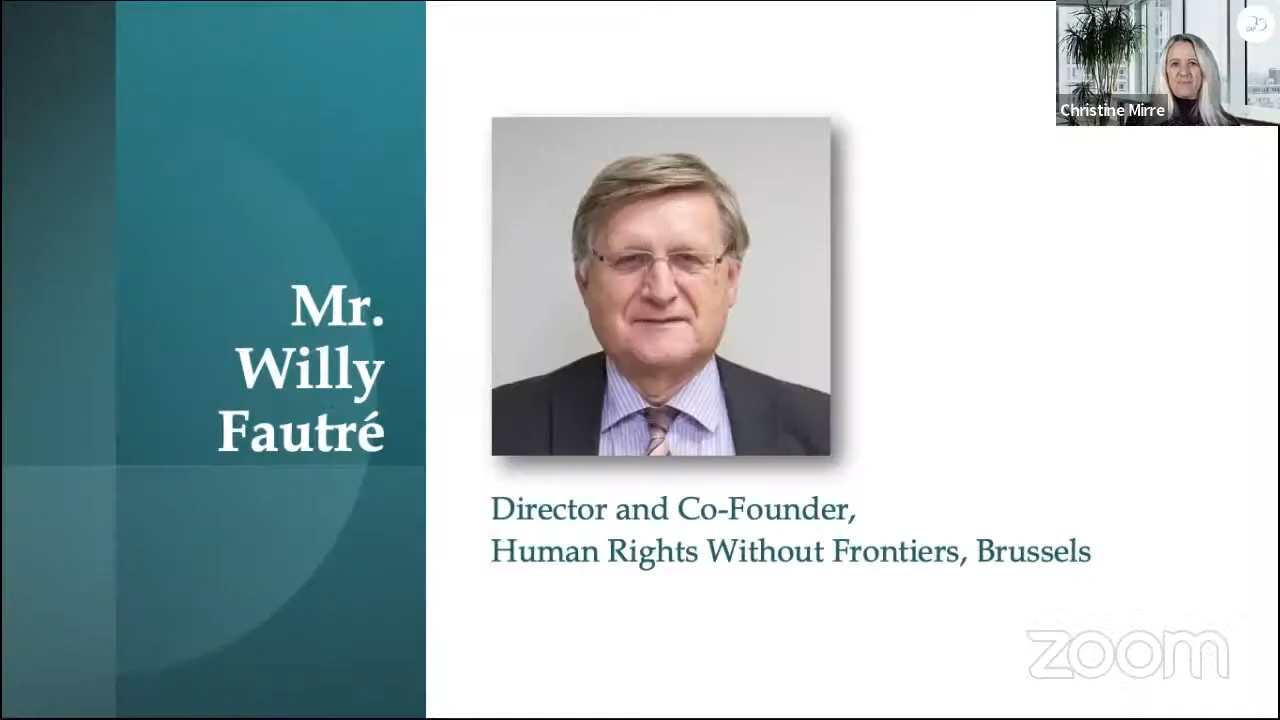 Christine Mirre
Mr.
Willy
Fautré
Director and Co-Founder,
Human Rights Without Frontiers, Brussels
zoom